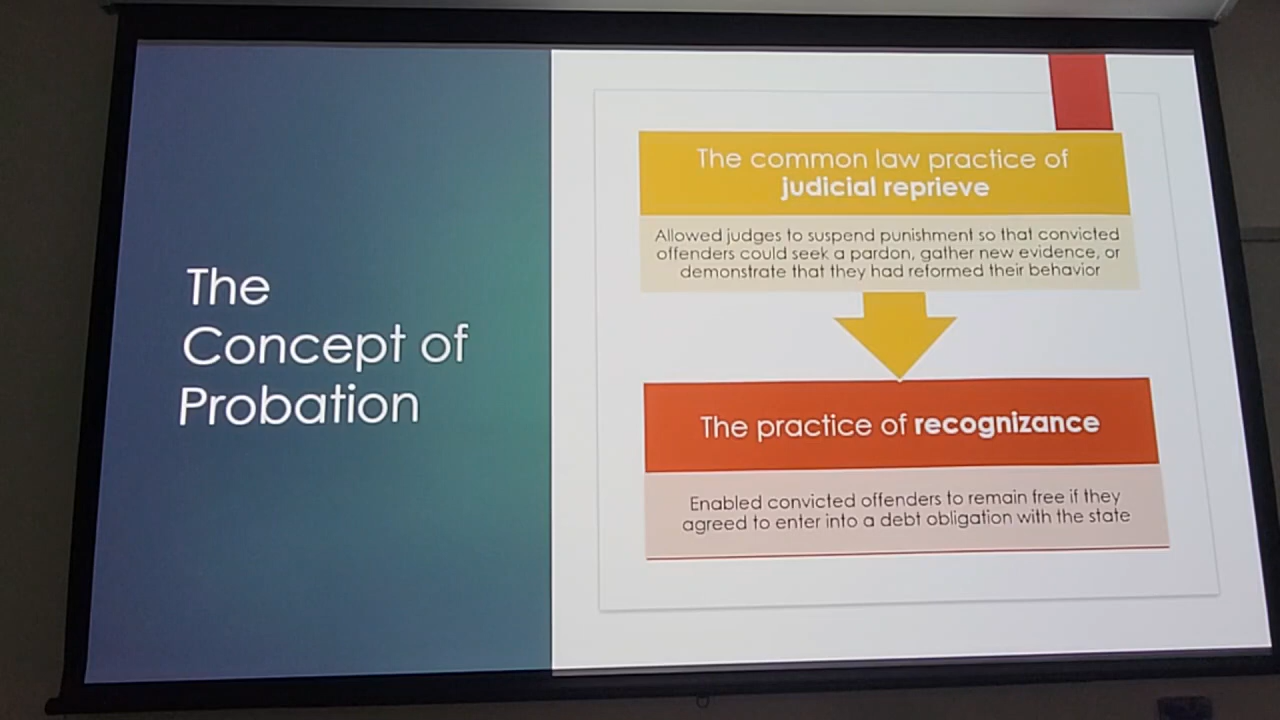 The
Concept of
Probation
The common law practice of
judicial reprieve
Allowed judges to suspend punishment so that convicted
offenders could seek a pardon, gather new evidence, or
demonstrate that they had reformed their behavior
The practice of recognizance
Enabled convicted offenders to remain free if they
agreed to enter into a debt obligation with the state